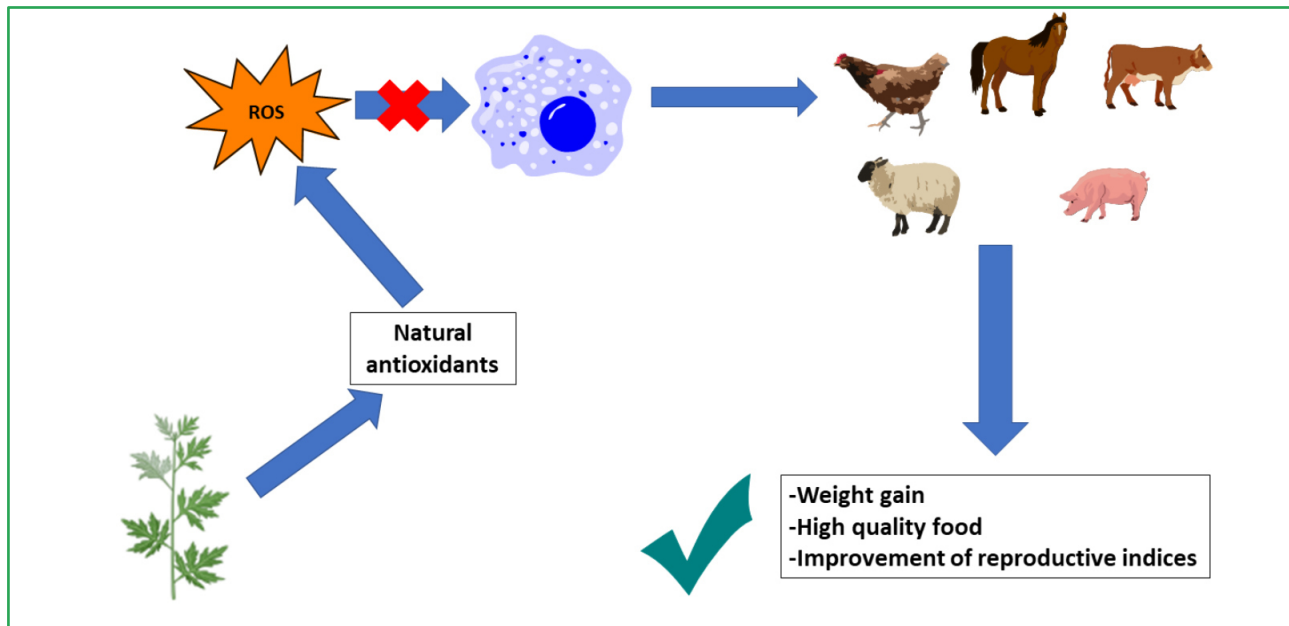 ROS
Natural
antioxidants
-Weight gain
-High quality food
-Improvement of reproductive indices